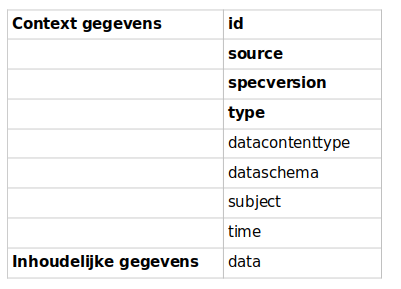 Context gegevens id
source
specversion
type
datacontenttype
dataschema
subject
time
Inhoudelijke gegevens data